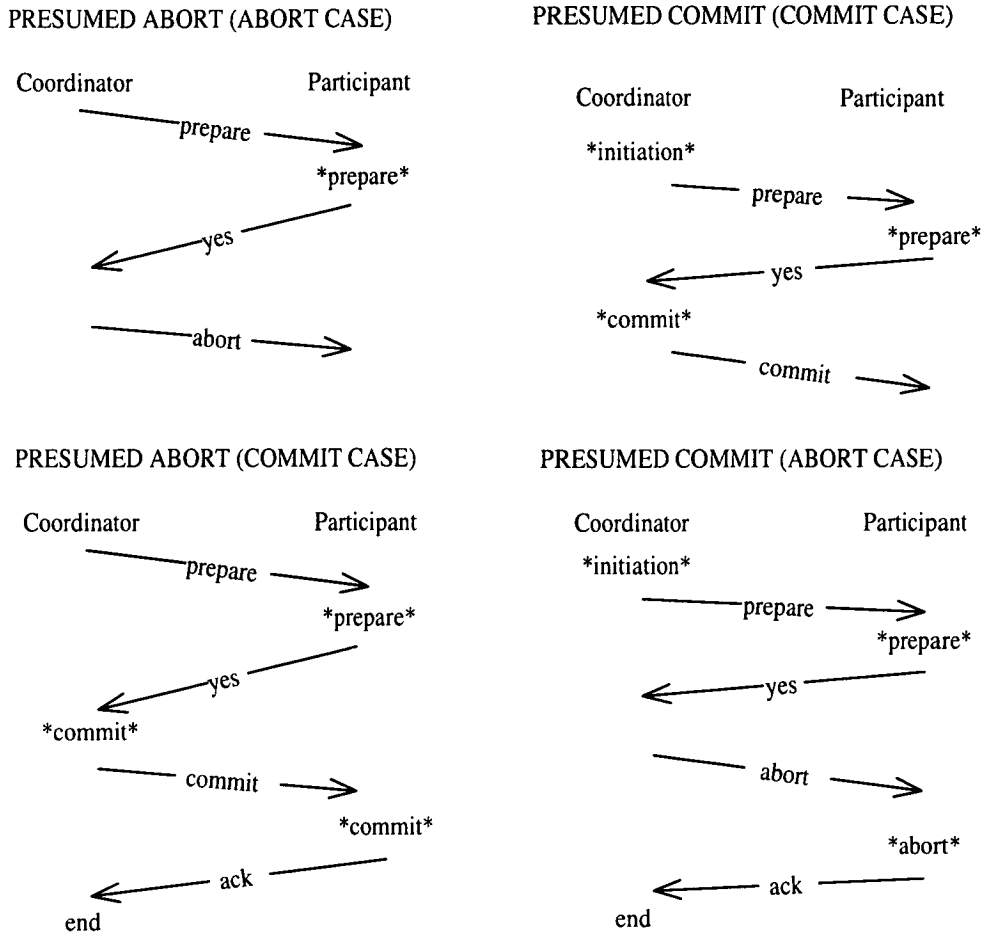 PRESUMED ABORT (ABORT CASE)
Coordinator Participant
prepare
*prepare*
yes
abort
PRESUMED COMMIT (COMMIT CASE)
Coordinator Participant
*initiation*
prepare
*prepare*
yes
*commit*
commit
PRESUMED ABORT (COMMIT CASE)
Coordinator Participant
prepare
*prepare*
yes
*commit*
commit
*commit*
ack
end
PRESUMED COMMIT (ABORT CASE)
Coordinator Participant
*initiation*
prepare
*prepare*
yes
abort
*abort*
ack
end